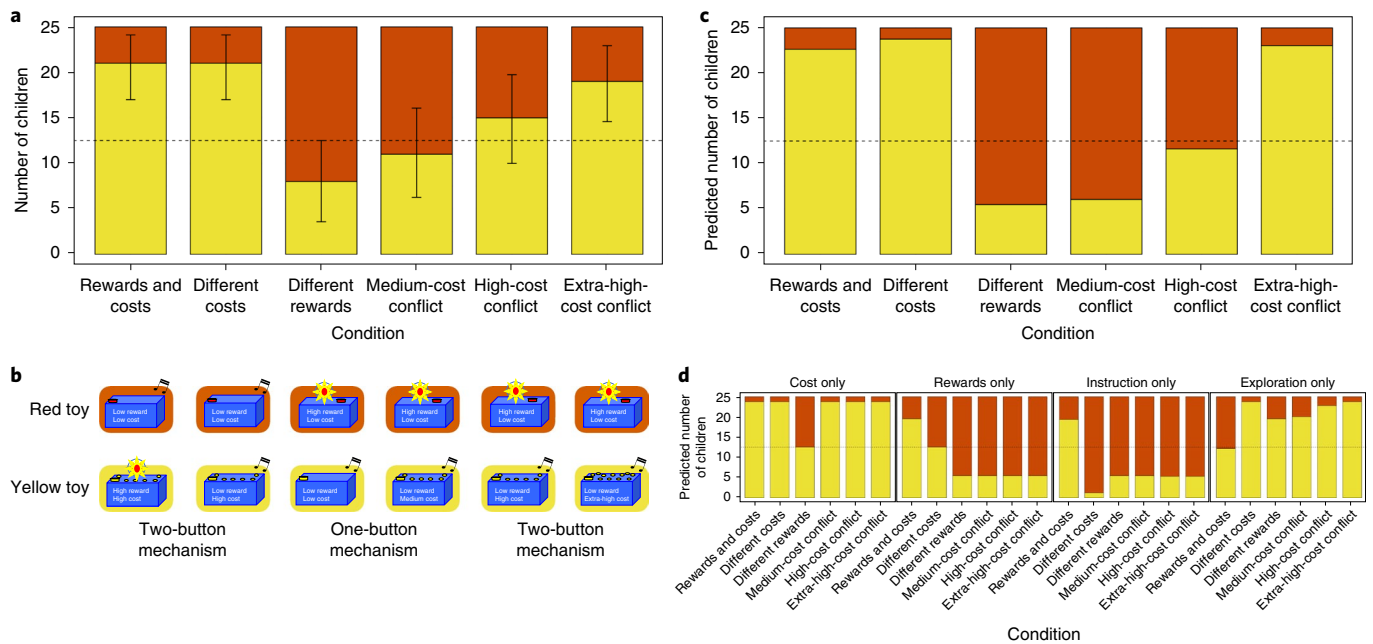 a
Number of children
25
20
15
10
5
0
Rewards and
costs
Different
costs
Different
rewards
Medium-cost
conflict
High-cost
conflict
Extra-high-
cost conflict
Condition
c
Predicted number of children
25
20
15
10
5
0
Rewards and
costs
Different
costs
Different
rewards
Medium-cost
conflict
High-cost
conflict
Extra-high-
cost conflict
Condition
b
Red toy
Low reward
Low cost
Low reward
Low cost
High reward
Low cost
High reward
Low cost
High reward
Low cost
High reward
Low cost
Yellow toy
High reward
High cost
Low reward
High cost
Low reward
Low cost
Low reward
Medium cost
Low reward
High cost
Low reward
Extra-high cost
Two-button
mechanism
One-button
mechanism
Two-button
mechanism
d
Cost only
Rewards only
Instruction only
Exploration only
Predicted number
of children
25
20
15
10
5
0
Rewards and costs
Different costs
Different rewards
Medium-cost conflict
High-cost conflict
Extra-high-cost conflict
Rewards and costs
Different costs
Different rewards
Medium-cost conflict
High-cost conflict
Extra-high-cost conflict
Rewards and costs
Different costs
Different rewards
Medium-cost conflict
High-cost conflict
Extra-high-cost conflict
Rewards and costs
Different costs
Different rewards
Medium-cost conflict
High-cost conflict
Extra-high-cost conflict
Condition